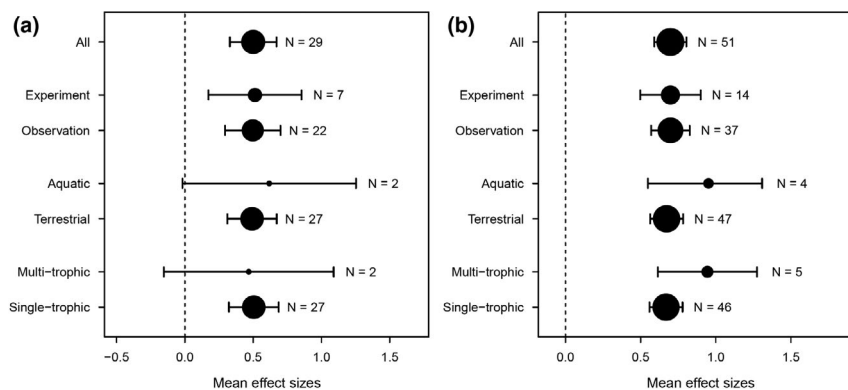 (a)
All
N = 29
Experiment
N = 7
Observation
N = 22
Aquatic
N = 2
Terrestrial
N = 27
Multi−trophic
N = 2
Single−trophic
N = 27
−0.5 0.0 0.5 1.0 1.5
Mean effect sizes
(b)
All
N = 51
Experiment
N = 14
Observation
N = 37
Aquatic
N = 4
Terrestrial
N = 47
Multi−trophic
N = 5
Single−trophic
N = 46
0.0 0.5 1.0 1.5
Mean effect sizes